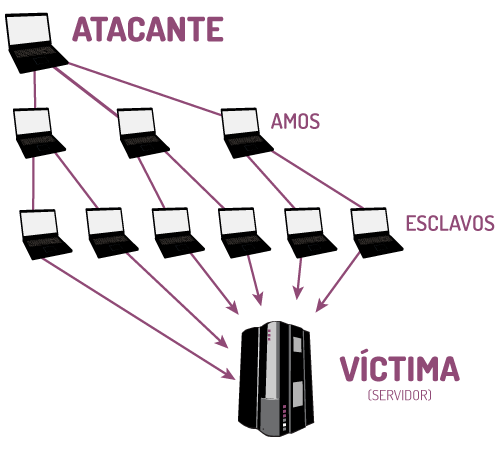 ATACANTE
AMOS
ESCLAVOS
VÍCTIMA
(SERVIDOR)